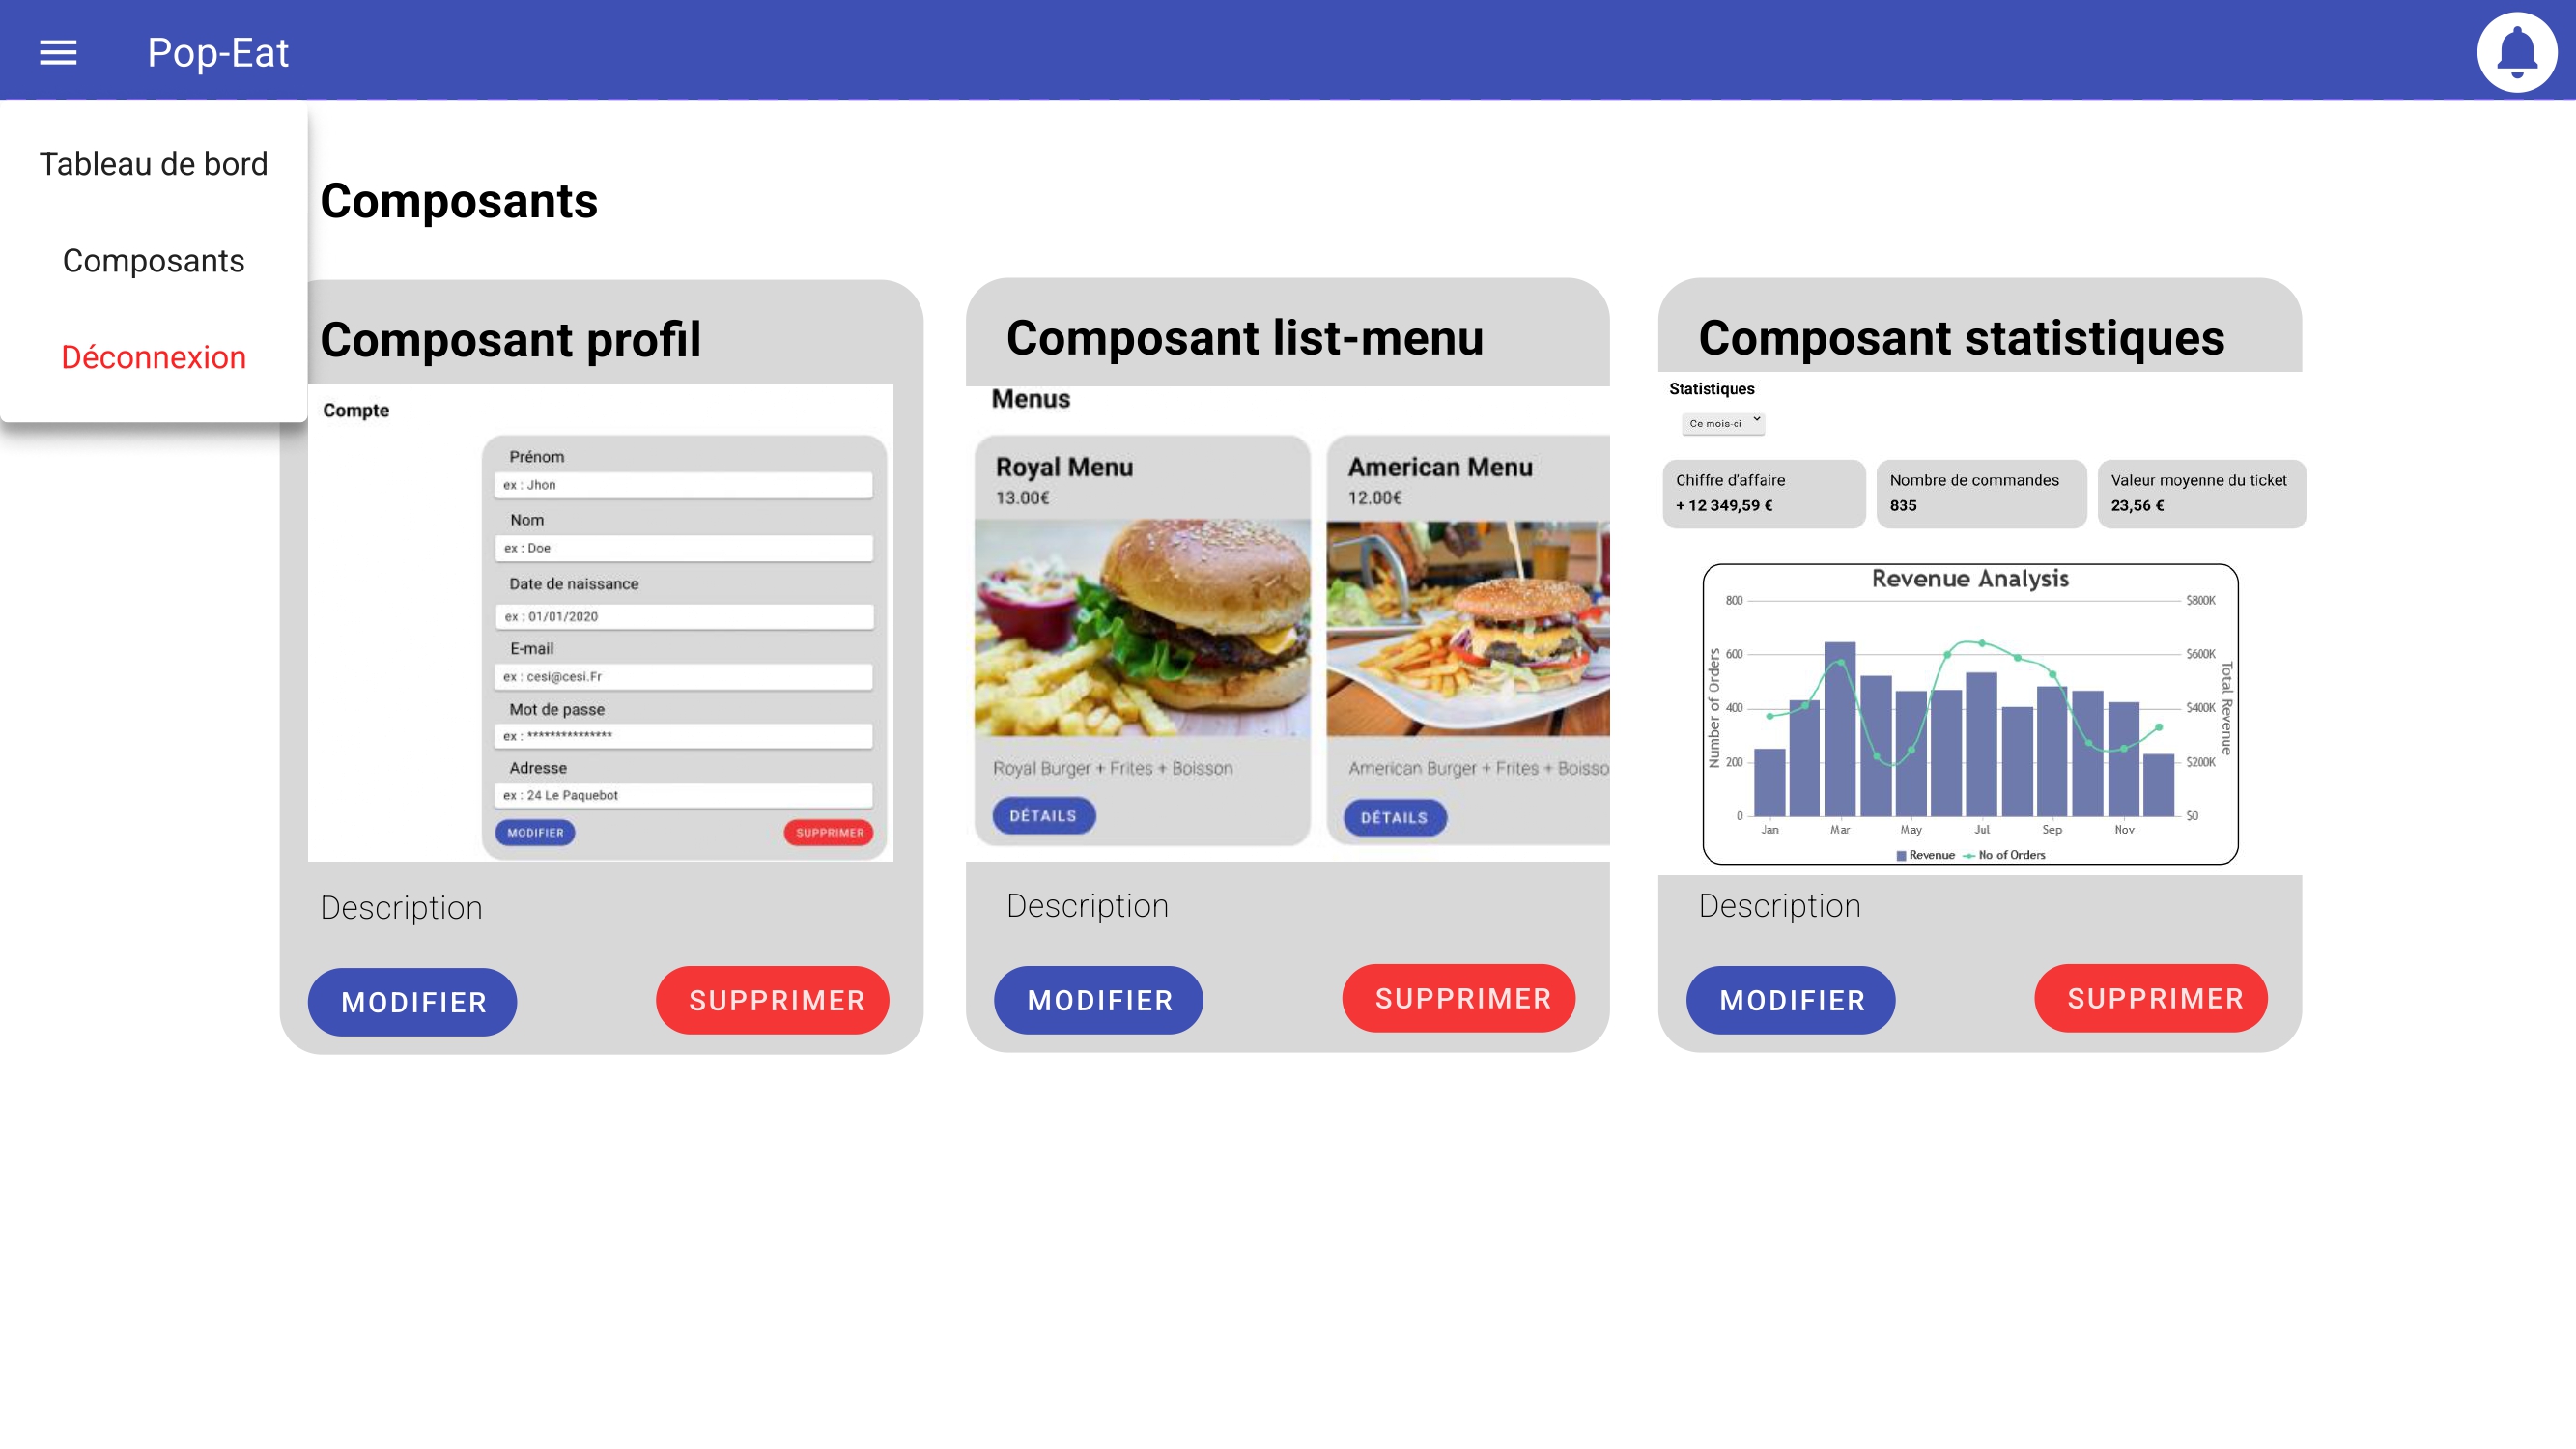 Pop-Eat
Tableau de bord
Composants
Déconnexion
Composants
Composant profil
Compte
Prénom
ex : Jhon
Nom
ex : Doe
Date de naissance
ex : 01/01/2020
E-mail
ex : cesi@cesi.Fr
Mot de passe
ex : ***************
Adresse
ex : 24 Le Paquebot
MODIFIER
SUPPRIMER
Description
MODIFIER
SUPPRIMER
Composant list-menu
Menus
Royal Menu
13.00€
Royal Burger + Frites + Boisson
DÉTAILS
American Menu
12.00€
American Burger + Frites + Boisso
DÉTAILS
Description
MODIFIER
SUPPRIMER
Composant statistiques
Statistiques
Ce mois-ci
Chiffre d'affaire
+ 12 349,59 €
Nombre de commandes
835
Valeur moyenne du ticket
23,56 €
Revenue Analysis
Number of Orders
800
600
400
200
0
$800K
$600K
$400K
$200K
$0
Total Revenue
Jan Mar May Jul Sep Nov
Revenue No of Orders
Description
MODIFIER
SUPPRIMER